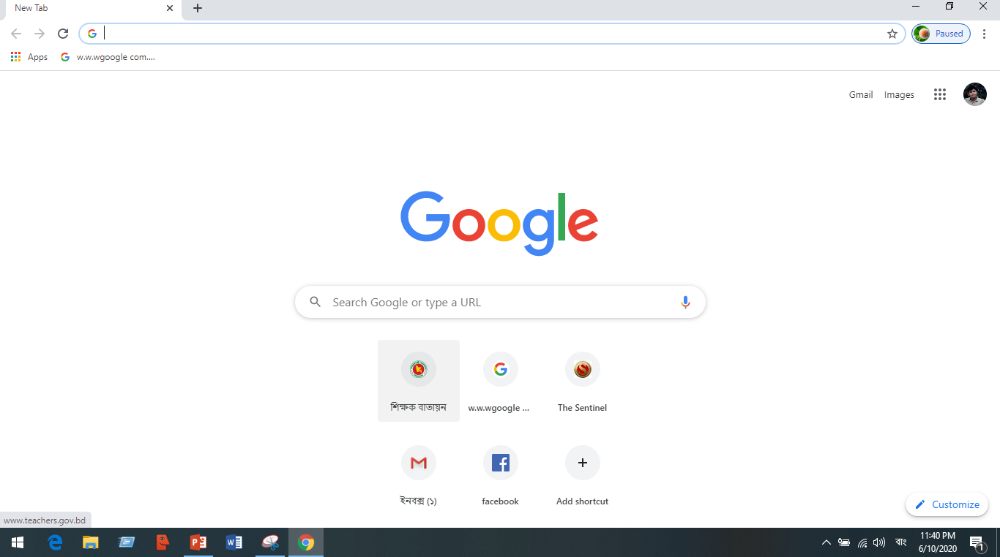 New Tab
Paused
Apps
w.w.wgoogle com....
Gmail
Images
Google
Search Google or type a URL
শিক্ষক বাতায়ন
w.w.wgoogle ...
The Sentinel
ইনবক্স (১)
facebook
Add shortcut
Customize
www.teachers.gov.bd
বাং
11:40 PM
6/10/2020
1